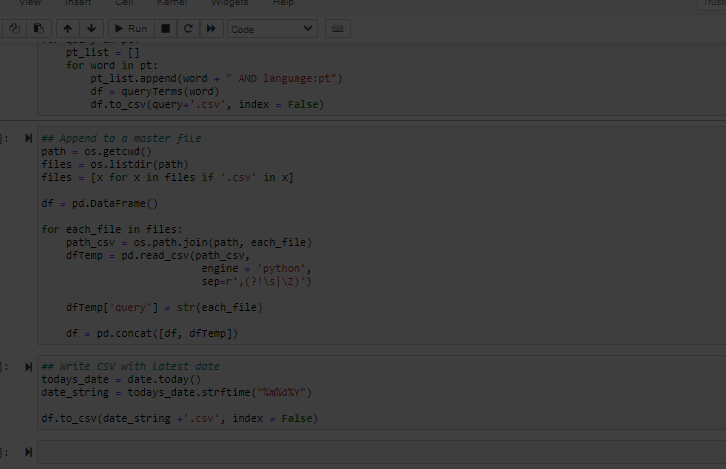 View Insert Cell Kernel Widgets Help
Run Code
pt_list = []
for word in pt:
pt_list.append(word + " AND language:pt")
df = queryTerms(word)
df.to_csv(query+'.csv', index = False)
]:
## Append to a master file
path = os.getcwd()
files = os.listdir(path)
files = [x for x in files if '.csv' in x]
df = pd.DataFrame()
for each_file in files:
path_csv = os.path.join(path, each_file)
dfTemp = pd.read_csv(path_csv,
engine = 'python',
sep=r',(?!\s|\Z)')
dfTemp['query'] = str(each_file)
df = pd.concat([df, dfTemp])
]:
## Write CSV with latest date
todays_date = date.today()
date_string = todays_date.strftime("%m%d%Y")
df.to_csv(date_string +'.csv', index = False)
]: